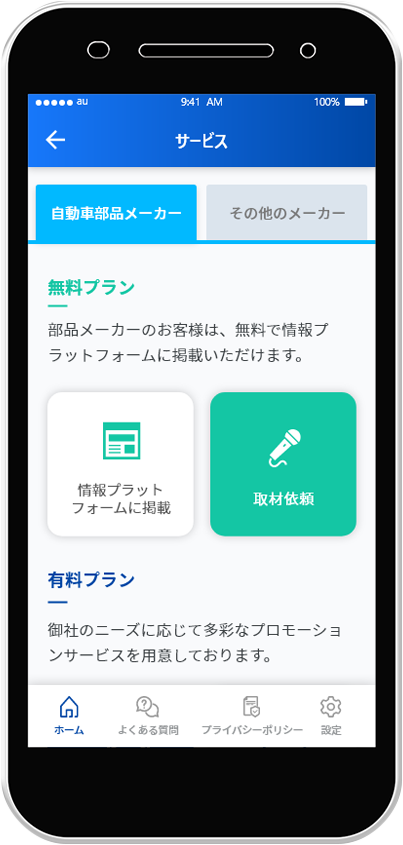 au 9:41 AM 100%
サービス
自動車部品メーカー その他のメーカー
無料プラン
部品メーカーのお客様は、無料で情報プ
ラットフォームに掲載いただけます。
情報プラット
フォームに掲載
取材依頼
有料プラン
御社のニーズに応じて多彩なプロモーショ
ンサービスを用意しております。
ホーム よくある質問 プライバシーポリシー 設定